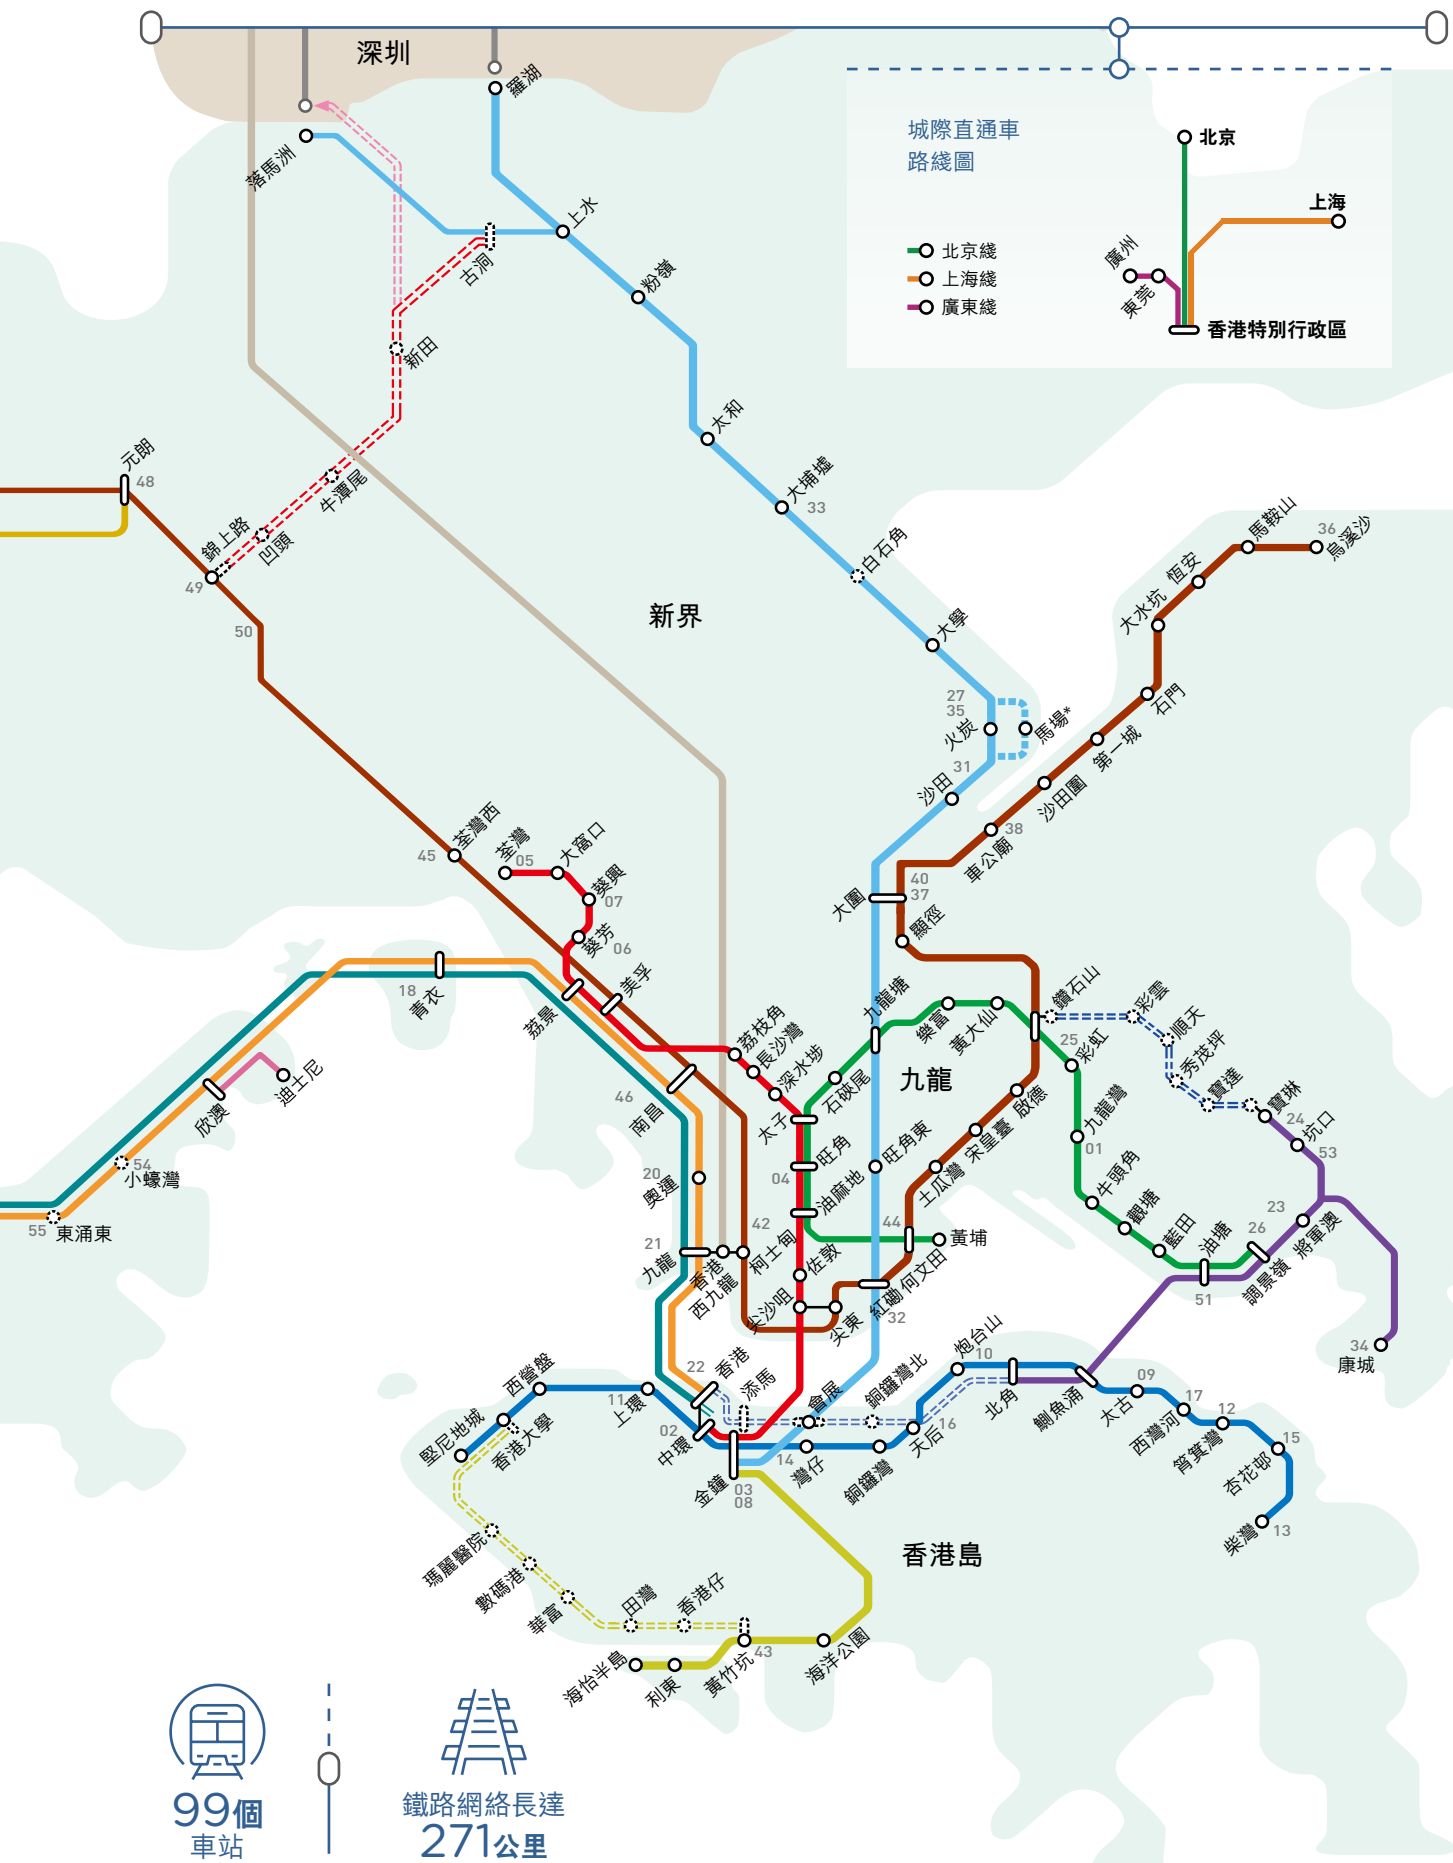 深圳
羅湖
落馬洲
城際直通車
路綫圖
北京
上海
廣州
東莞
香港特別行政區
北京綫
上海綫
廣東綫
上水
古洞
粉嶺
新田
太和
元朗
48
牛潭尾
大埔墟
33
錦上路
凹頭
49
50
白石角
馬鞍山
36
烏溪沙
恆安
大水坑
新界
大學
石門
27
35
火炭
馬場*
第一城
31
沙田
沙田圍
38
車公廟
荃灣西
45
荃灣
05
大窩口
葵興
07
葵芳
06
40
37
大圍
顯徑
美孚
18
青衣
荔景
九龍塘
樂富
黃大仙
鑽石山
彩雲
順天
秀茂坪
寶達
寶琳
24
坑口
53
25
彩虹
荔枝角
長沙灣
深水埗
石硤尾
九龍
啟德
宋皇臺
土瓜灣
九龍灣
01
迪士尼
欣澳
46
南昌
太子
旺角
04
旺角東
油麻地
牛頭角
觀塘
藍田
油塘
23
26
將軍澳
調景嶺
51
54
小蠔灣
55
東涌東
20
奧運
42
44
黃埔
何文田
21
九龍
香港
西九龍
柯士甸
佐敦
尖沙咀
尖東
紅磡
32
34
康城
22
香港
添馬
會展
銅鑼灣北
炮台山
10
北角
鰂魚涌
09
太古
17
西灣河
12
筲箕灣
15
杏花邨
柴灣
13
西營盤
堅尼地城
香港大學
11
上環
02
中環
金鐘
03
08
14
灣仔
銅鑼灣
天后
16
香港島
瑪麗醫院
數碼港
華富
田灣
香港仔
43
黃竹坑
海洋公園
海怡半島
利東
99個
車站
鐵路網絡長達
271公里